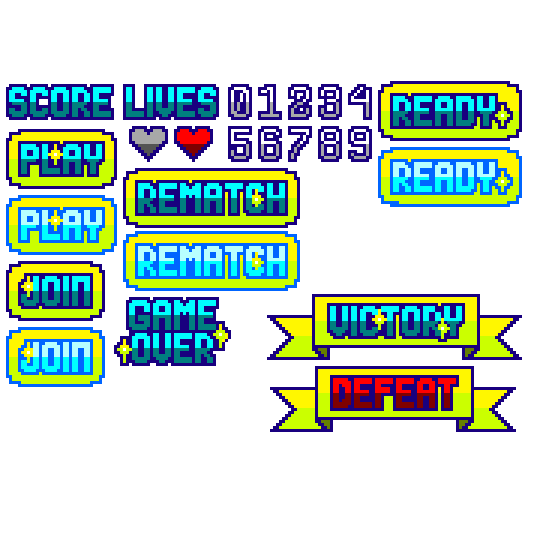 SCORE LIVES 01234
56789
READY
READY
PLAY
PLAY
REMATCH
REMATCH
JOIN
JOIN
GAME
OVER
VICTORY
DEFEAT